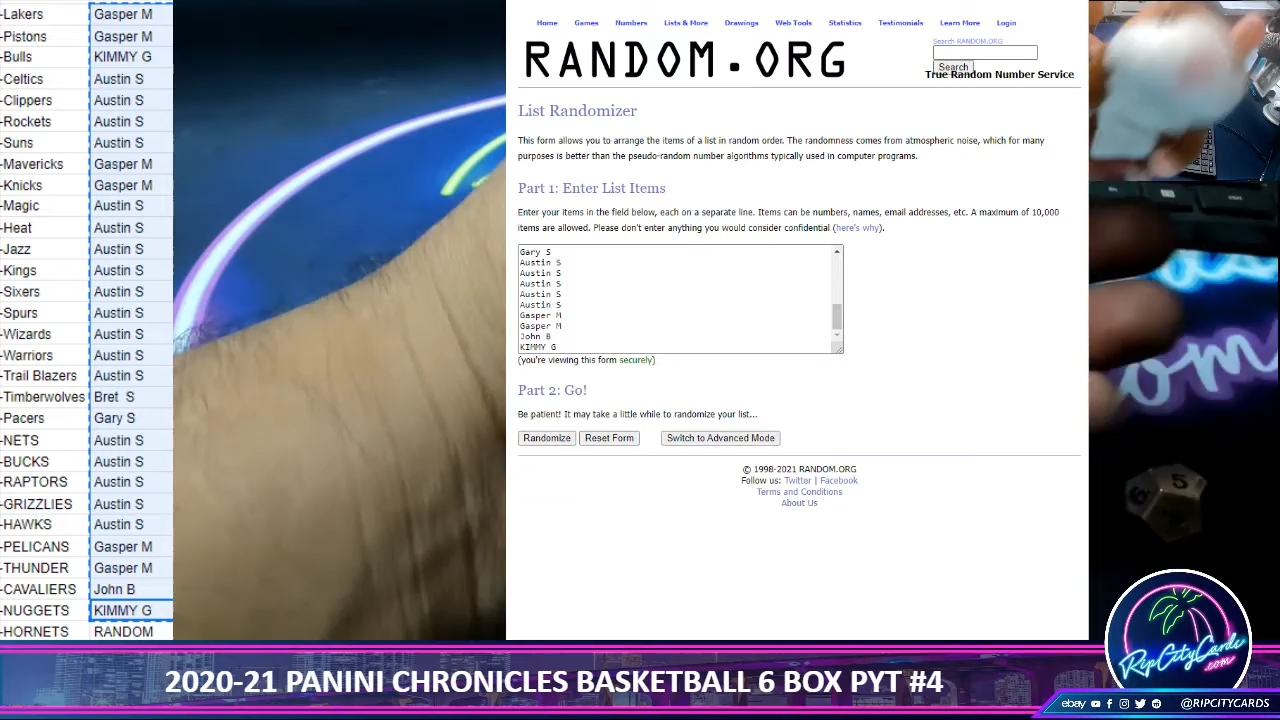 -Lakers Gasper M
-Pistons Gasper M
-Bulls KIMMY G
-Celtics Austin S
-Clippers Austin S
-Rockets Austin S
-Suns Austin S
-Mavericks Gasper M
-Knicks Gasper M
-Magic Austin S
-Heat Austin S
-Jazz Austin S
-Kings Austin S
-Sixers Austin S
-Spurs Austin S
-Wizards Austin S
-Warriors Austin S
-Trail Blazers Austin S
-Timberwolves Bret S
-Pacers Gary S
-NETS Austin S
-BUCKS Austin S
-RAPTORS Austin S
-GRIZZLIES Austin S
-HAWKS Austin S
-PELICANS Gasper M
-THUNDER Gasper M
-CAVALIERS John B
-NUGGETS KIMMY G
-HORNETS RANDOM
Home Games Numbers Lists & More Drawings Web Tools Statistics Testimonials Learn More Login
RANDOM.ORG
Search RANDOM.ORG
Search
True Random Number Service
List Randomizer
This form allows you to arrange the items of a list in random order. The randomness comes from atmospheric noise, which for many
purposes is better than the pseudo-random number algorithms typically used in computer programs.
Part 1: Enter List Items
Enter your items in the field below, each on a separate line. Items can be numbers, names, email addresses, etc. A maximum of 10,000
items are allowed. Please don't enter anything you would consider confidential (here's why).
Gary S
Austin S
Austin S
Austin S
Austin S
Austin S
Gasper M
Gasper M
John B
KIMMY G
(you're viewing this form securely)
Part 2: Go!
Be patient! It may take a little while to randomize your list...
Randomize Reset Form Switch to Advanced Mode
© 1998-2021 RANDOM.ORG
Follow us: Twitter | Facebook
Terms and Conditions
About Us
om
5
RipCityCards
.com
2020-21 PANINI CHRONICLES BASKETBALL 6 BOX PYT #4
ebay @RIPCITYCARDS